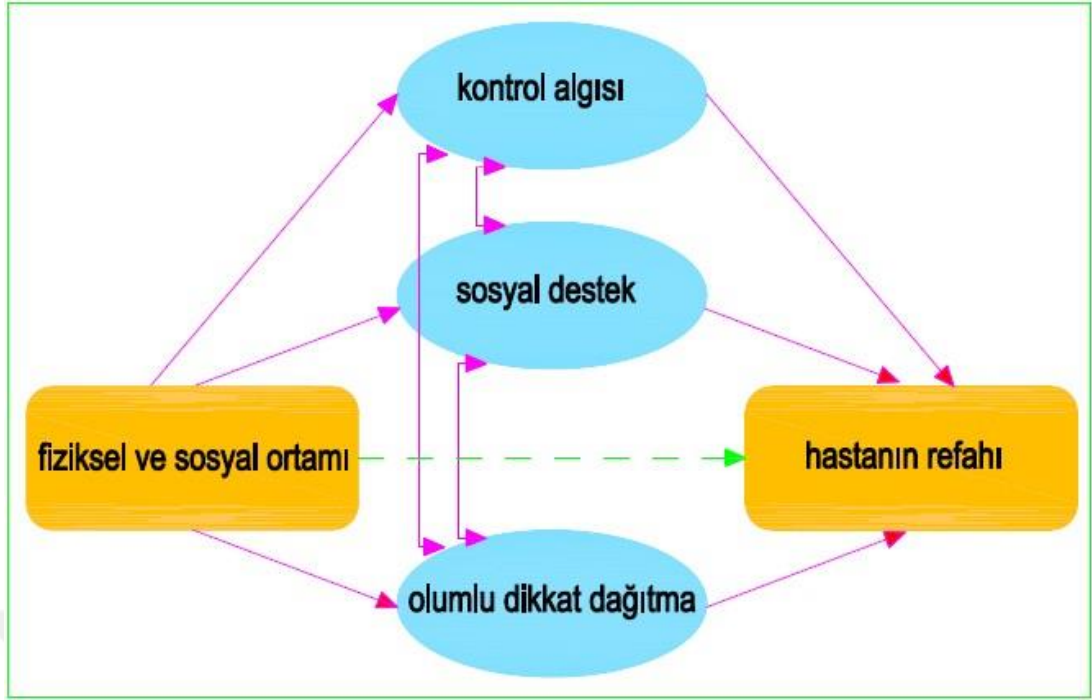 kontrol algısı
sosyal destek
fiziksel ve sosyal ortamı
hastanın refahı
olumlu dikkat dağıtma